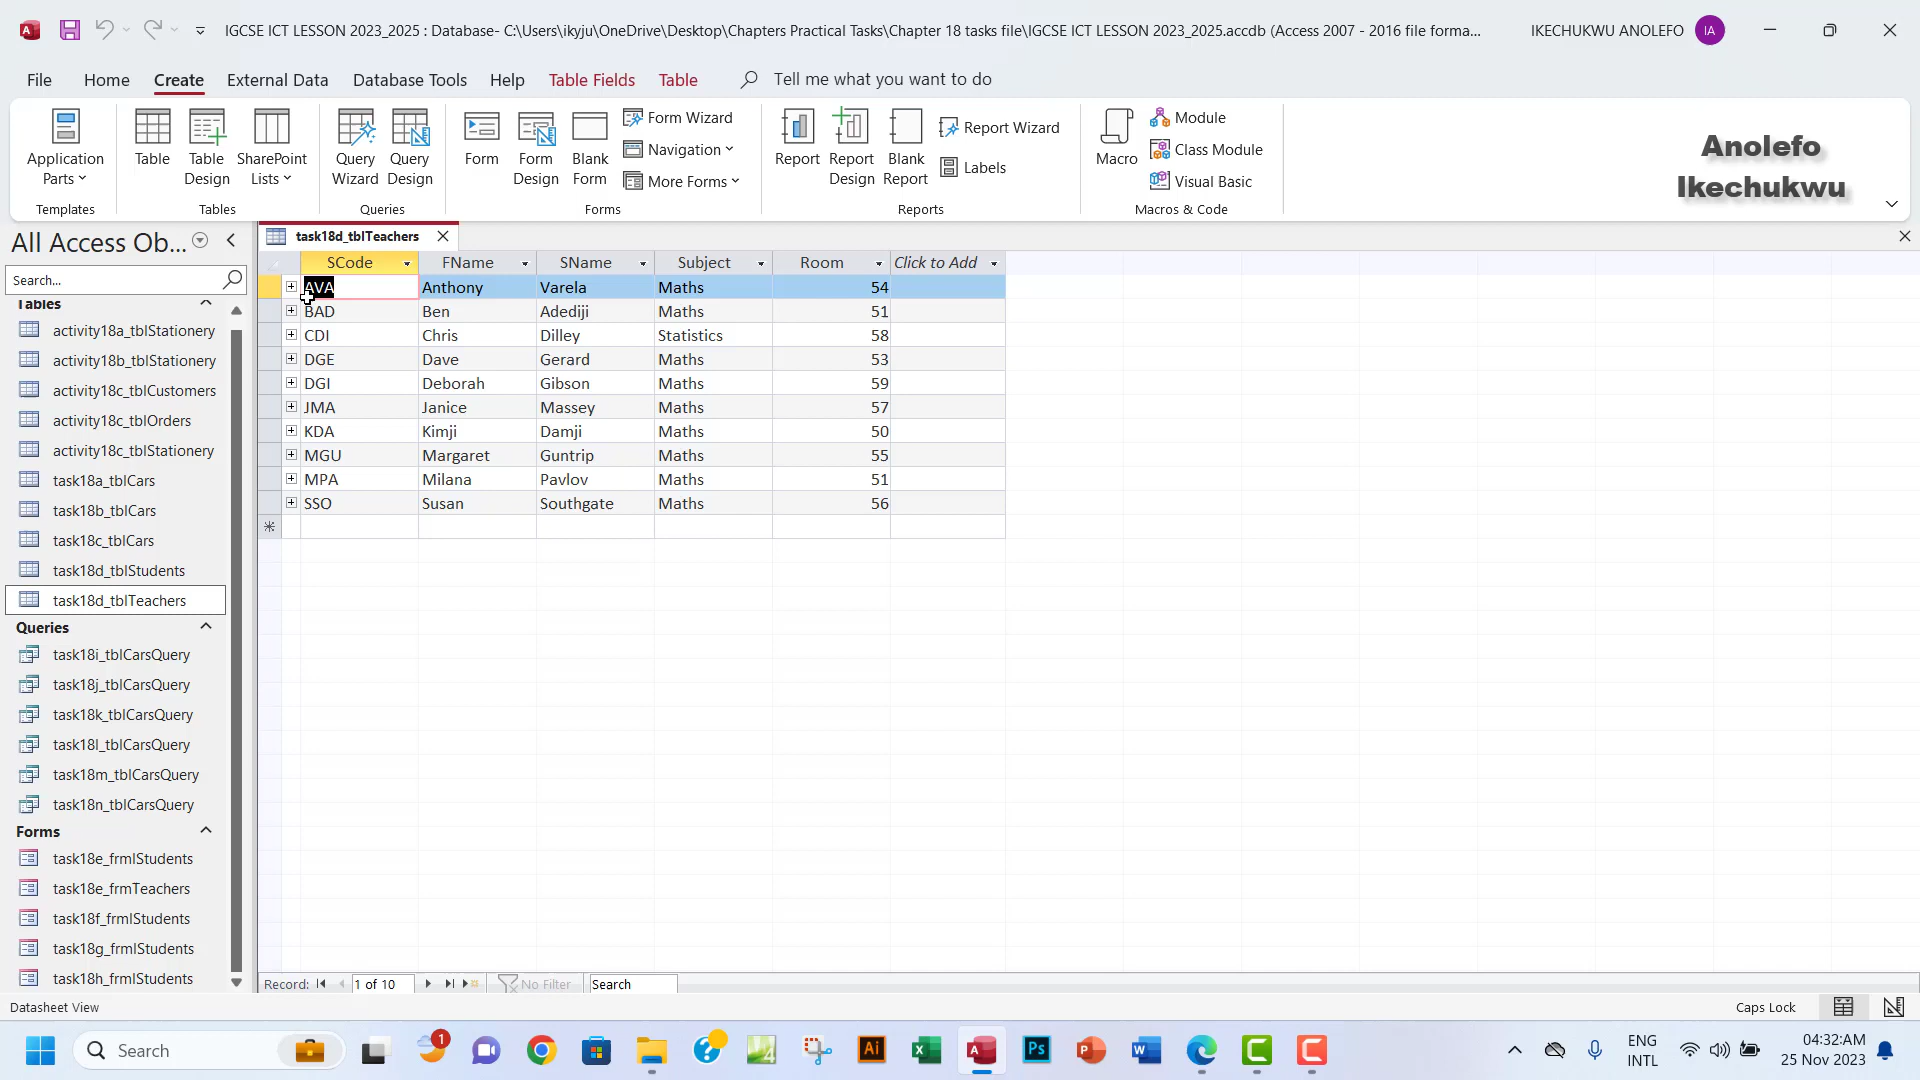 IGCSE ICT LESSON 2023_2025 : Database- C:\Users\ikyju\OneDrive\Desktop\Chapters Practical Tasks\Chapter 18 tasks file\IGCSE ICT LESSON 2023_2025.accdb (Access 2007 - 2016 file forma...
IKECHUKWU ANOLEFO
IA
File Home Create External Data Database Tools Help Table Fields Table Tell me what you want to do
Application Parts
Templates
Table
Table Design
SharePoint Lists
Tables
Query Wizard
Query Design
Queries
Form
Form Design
Blank Form
Form Wizard
Navigation
More Forms
Forms
Report
Report Design
Blank Report
Report Wizard
Labels
Reports
Macro
Module
Class Module
Visual Basic
Macros & Code
Anolefo
Ikechukwu
All Access Ob...
Search...
Tables
activity18a_tblStationery
activity18b_tblStationery
activity18c_tblCustomers
activity18c_tblOrders
activity18c_tblStationery
task18a_tblCars
task18b_tblCars
task18c_tblCars
task18d_tblStudents
task18d_tblTeachers
Queries
task18i_tblCarsQuery
task18j_tblCarsQuery
task18k_tblCarsQuery
task18l_tblCarsQuery
task18m_tblCarsQuery
task18n_tblCarsQuery
Forms
task18e_frmlStudents
task18e_frmTeachers
task18f_frmlStudents
task18g_frmlStudents
task18h_frmlStudents
task18d_tblTeachers
SCode FName SName Subject Room Click to Add
AVA Anthony Varela Maths 54
BAD Ben Adediji Maths 51
CDI Chris Dilley Statistics 58
DGE Dave Gerard Maths 53
DGI Deborah Gibson Maths 59
JMA Janice Massey Maths 57
KDA Kimji Damji Maths 50
MGU Margaret Guntrip Maths 55
MPA Milana Pavlov Maths 51
SSO Susan Southgate Maths 56
Record: 1 of 10 No Filter Search
Datasheet View
Caps Lock
Search
1
Ai
Ps
ENG
INTL
04:32:AM
25 Nov 2023